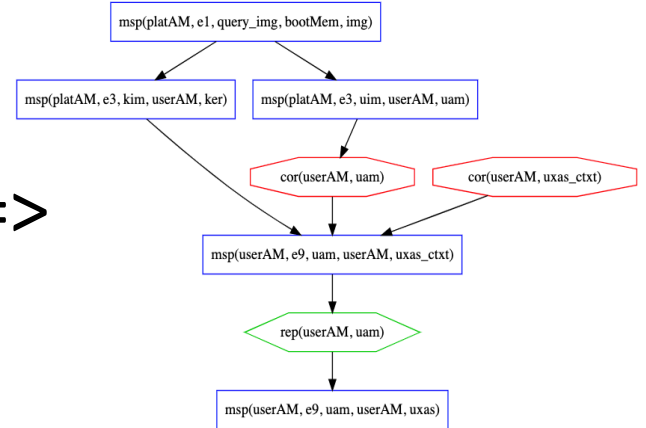 msp(platAM, e1, query_img, bootMem, img)
msp(platAM, e3, kim, userAM, ker)
msp(platAM, e3, uim, userAM, uam)
cor(userAM, uam)
cor(userAM, uxas_ctxt)
=>
msp(userAM, e9, uam, userAM, uxas_ctxt)
rep(userAM, uam)
msp(userAM, e9, uam, userAM, uxas)